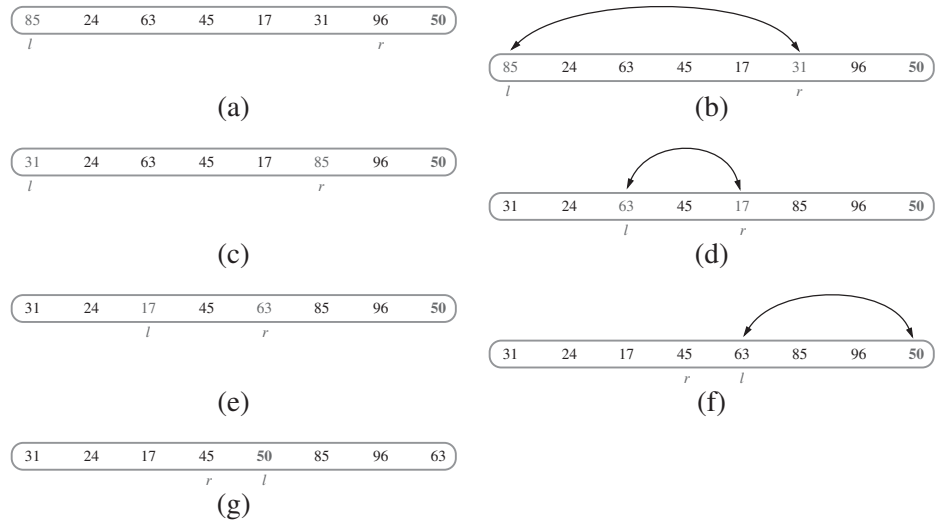 85 24 63 45 17 31 96 50
l r
(a)
85 24 63 45 17 31 96 50
l r
(b)
31 24 63 45 17 85 96 50
l r
(c)
31 24 63 45 17 85 96 50
l r
(d)
31 24 17 45 63 85 96 50
l r
(e)
31 24 17 45 63 85 96 50
r l
(f)
31 24 17 45 50 85 96 63
r l
(g)